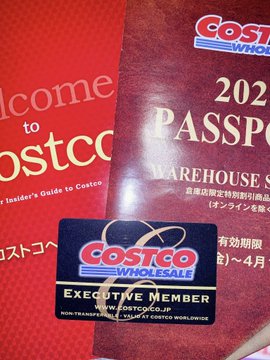 elcome
to
ostco
r Insider's Guide to Costco
コストコへ
COSTCO
WHOLESALE
202
PASSPO
WAREHOUSE S
倉庫店限定特別割引商品
(オンラインを除く
有効期限
金)～4月
COSTCO
WHOLESALE
EXECUTIVE MEMBER
WWW.COSTCO.CO.JP
NON-TRANSFERABLE - VALID AT COSTCO WORLDWIDE